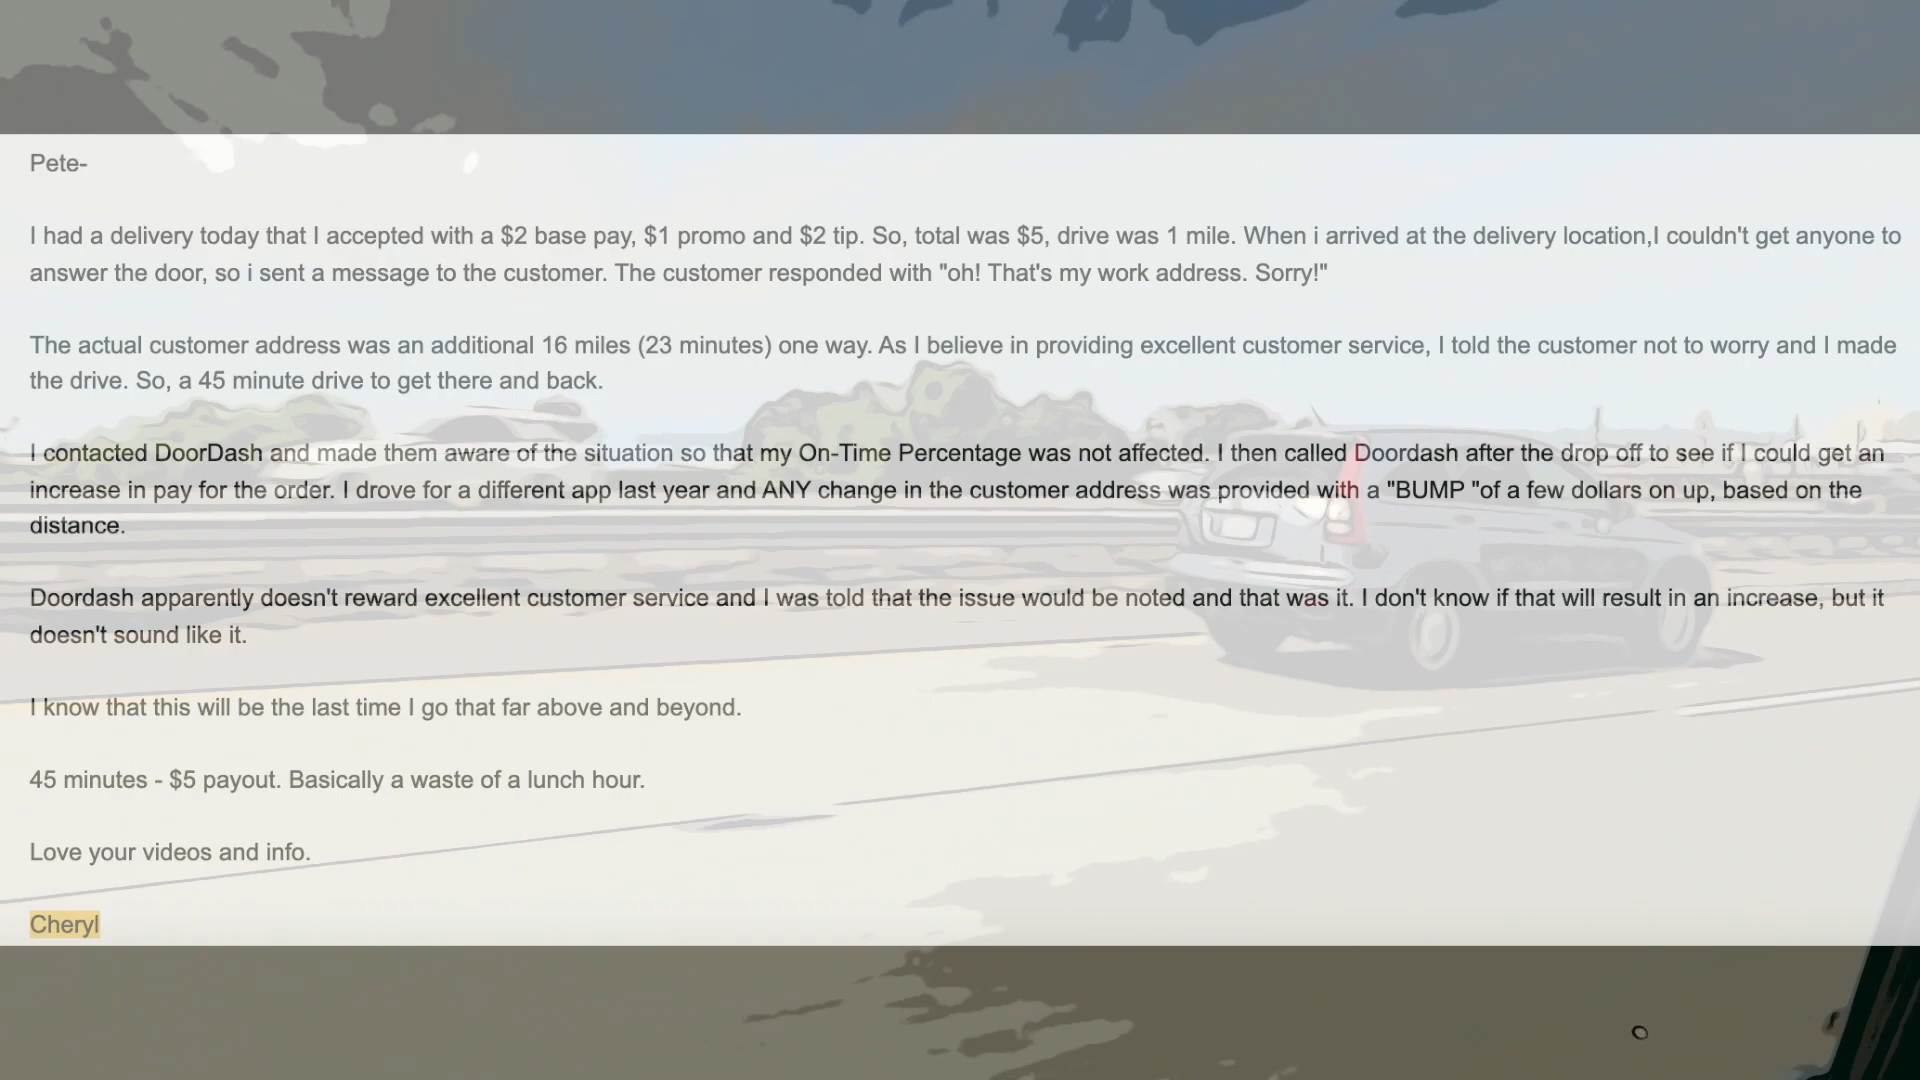 Pete-
I had a delivery today that I accepted with a $2 base pay, $1 promo and $2 tip. So, total was $5, drive was 1 mile. When i arrived at the delivery location,I couldn't get anyone to
answer the door, so i sent a message to the customer. The customer responded with "oh! That's my work address. Sorry!"
The actual customer address was an additional 16 miles (23 minutes) one way. As I believe in providing excellent customer service, I told the customer not to worry and I made
the drive. So, a 45 minute drive to get there and back.
I contacted DoorDash and made them aware of the situation so that my On-Time Percentage was not affected. I then called Doordash after the drop off to see if I could get an
increase in pay for the order. I drove for a different app last year and ANY change in the customer address was provided with a "BUMP "of a few dollars on up, based on the
distance.
Doordash apparently doesn't reward excellent customer service and I was told that the issue would be noted and that was it. I don't know if that will result in an increase, but it
doesn't sound like it.
I know that this will be the last time I go that far above and beyond.
45 minutes - $5 payout. Basically a waste of a lunch hour.
Love your videos and info.
Cheryl